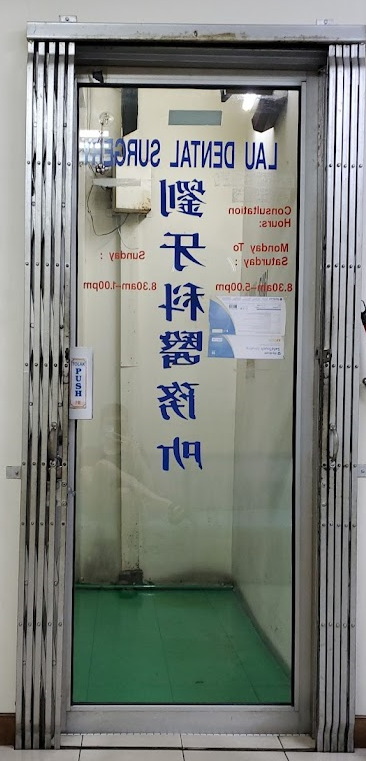 LAU DENTAL SURGERY
劉牙科醫務所
Consultation
Hours:
Monday To
Saturday :
8.30am-5.00pm
Sunday :
8.30am-1.00pm
TOLAK
PUSH